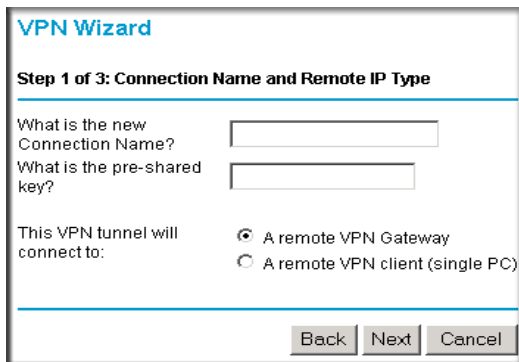 VPN Wizard
Step 1 of 3: Connection Name and Remote IP Type
What is the new
Connection Name?
What is the pre-shared
key?
This VPN tunnel will
connect to:
A remote VPN Gateway
A remote VPN client (single PC)
Back Next Cancel